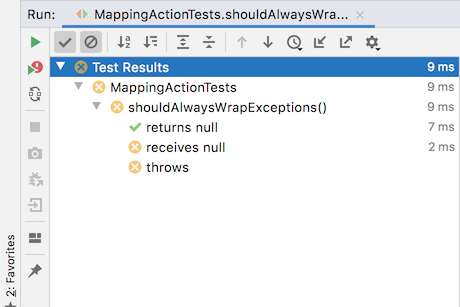 Run: MappingActionTests.shouldAlwaysWra...
Test Results 9 ms
MappingActionTests 9 ms
shouldAlwaysWrapExceptions() 9 ms
returns null 7 ms
receives null 2 ms
throws
2: Favorites